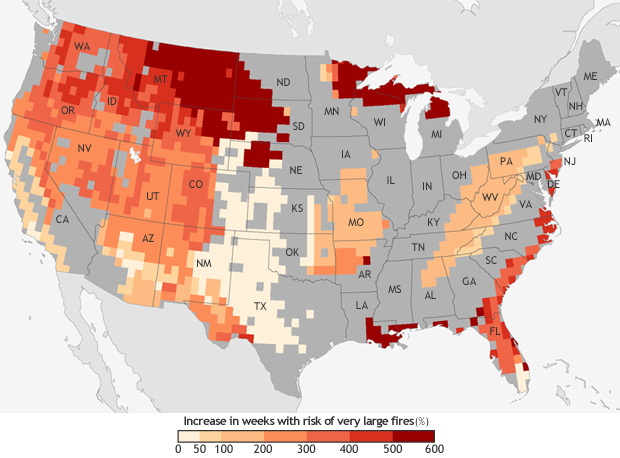 WA
ME
MT
ND
VT
MN
NH
OR
ID
NY
MA
SD
WI
MI
CT
RI
WY
PA
NJ
IA
NV
NE
OH
MD
DE
IL
IN
UT
CO
WV
VA
CA
KS
MO
KY
NC
AZ
OK
TN
NM
AR
SC
MS
AL
GA
TX
LA
FL
Increase in weeks with risk of very large fires(%)
0 50 100 200 300 400 500 600